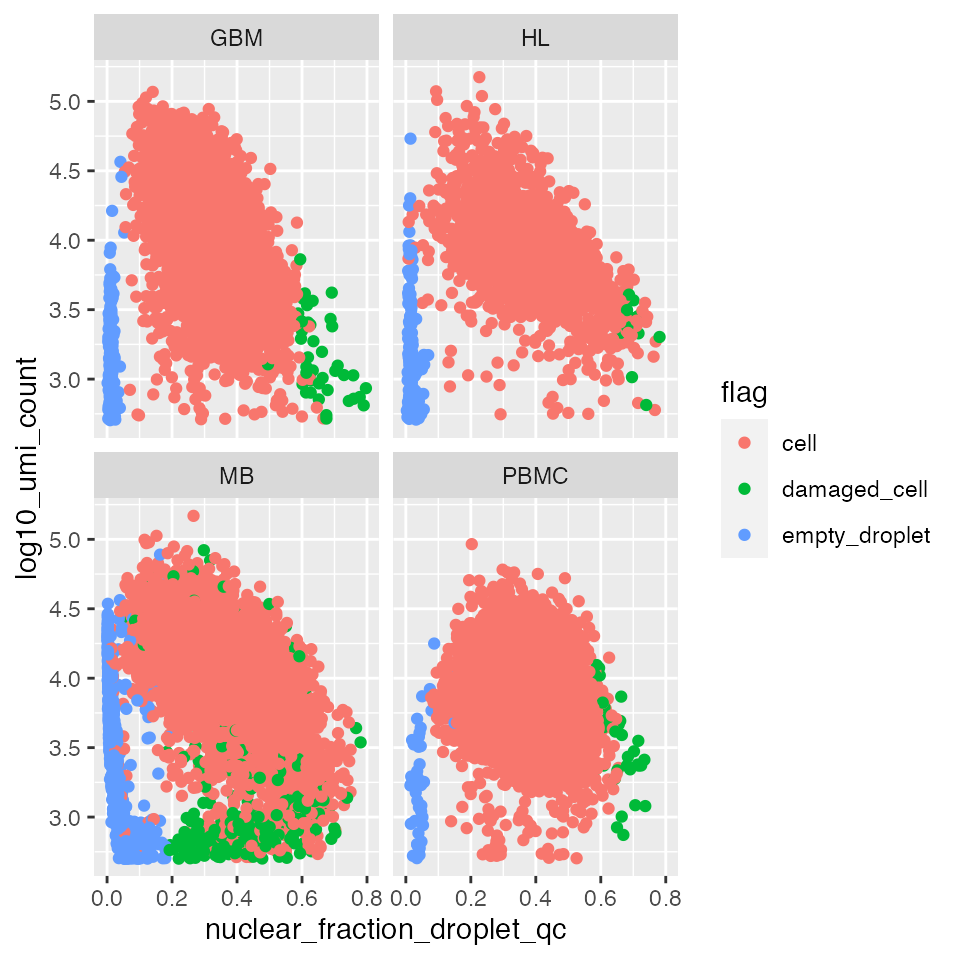 GBM
HL
5.0
4.5
4.0
3.5
3.0
MB
PBMC
5.0
4.5
4.0
3.5
3.0
0.0 0.2 0.4 0.6 0.8
0.0 0.2 0.4 0.6 0.8
nuclear_fraction_droplet_qc
log10_umi_count
flag
cell
damaged_cell
empty_droplet